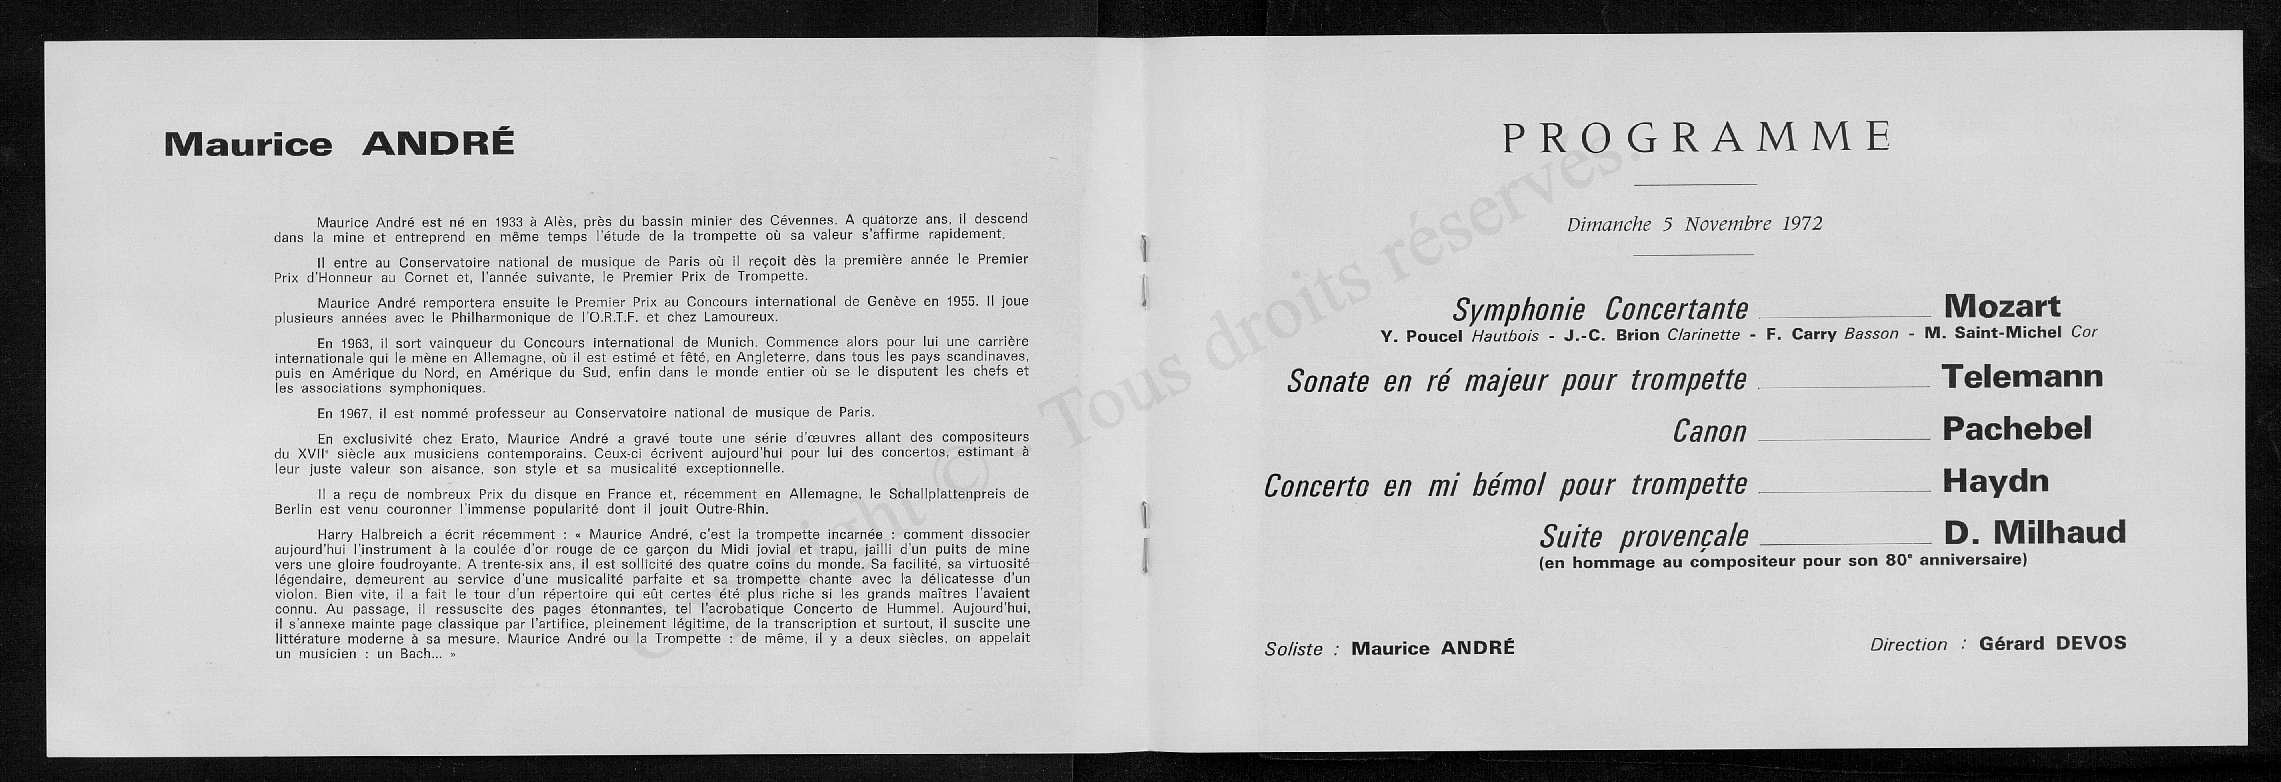 Maurice ANDRÉ
Maurice André est né en 1933 à Alès, près du bassin minier des Cévennes. A quatorze ans, il descend
dans la mine et entreprend en même temps l'étude de la trompette où sa valeur s'affirme rapidement.
Il entre au Conservatoire national de musique de Paris où il reçoit dès la première année le Premier
Prix d'Honneur au Cornet et, l'année suivante, le Premier Prix de Trompette.
Maurice André remportera ensuite le Premier Prix au Concours international de Genève en 1955. Il joue
plusieurs années avec le Philharmonique de l'O.R.T.F. et chez Lamoureux.
En 1963, il sort vainqueur du Concours international de Munich. Commence alors pour lui une carrière
internationale qui le mène en Allemagne, où il est estimé et fêté, en Angleterre, dans tous les pays scandinaves,
puis en Amérique du Nord, en Amérique du Sud, enfin dans le monde entier où se le disputent les chefs et
les associations symphoniques.
En 1967, il est nommé professeur au Conservatoire national de musique de Paris.
En exclusivité chez Erato, Maurice André a gravé toute une série d'œuvres allant des compositeurs
du XVIIe siècle aux musiciens contemporains. Ceux-ci écrivent aujourd'hui pour lui des concertos, estimant à
leur juste valeur son aisance, son style et sa musicalité exceptionnelle.
Il a reçu de nombreux Prix du disque en France et, récemment en Allemagne, le Schallplattenpreis de
Berlin est venu couronner l'immense popularité dont il jouit Outre-Rhin.
Harry Halbreich a écrit récemment : « Maurice André, c'est la trompette incarnée : comment dissocier
aujourd'hui l'instrument à la coulée d'or rouge de ce garçon du Midi jovial et trapu, jailli d'un puits de mine
vers une gloire foudroyante. A trente-six ans, il est sollicité des quatre coins du monde. Sa facilité, sa virtuosité
légendaire, demeurent au service d'une musicalité parfaite et sa trompette chante avec la délicatesse d'un
violon. Bien vite, il a fait le tour d'un répertoire qui eût certes été plus riche si les grands maîtres l'avaient
connu. Au passage, il ressuscite des pages étonnantes, tel l'acrobatique Concerto de Hummel. Aujourd'hui,
il s'annexe mainte page classique par l'artifice, pleinement légitime, de la transcription et surtout, il suscite une
littérature moderne à sa mesure. Maurice André ou la Trompette : de même, il y a deux siècles, on appelait
un musicien : un Bach... »
PROGRAMME
Dimanche 5 Novembre 1972
Symphonie Concertante Mozart
Y. Poucel Hautbois - J.-C. Brion Clarinette - F. Carry Basson - M. Saint-Michel Cor
Sonate en ré majeur pour trompette Telemann
Canon Pachebel
Concerto en mi bémol pour trompette Haydn
Suite provençale D. Milhaud
(en hommage au compositeur pour son 80e anniversaire)
Soliste : Maurice ANDRÉ
Direction : Gérard DEVOS
Copyright © - Tous droits réservés.